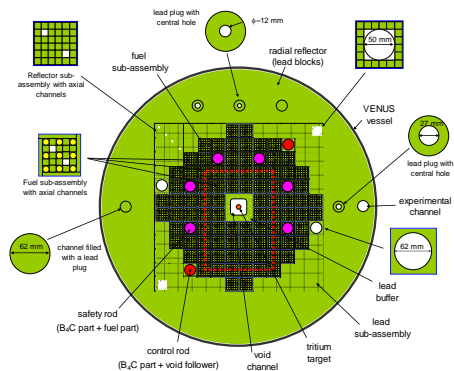 lead plug with
central hole
ϕ~12 mm
50 mm
Reflector sub-
assembly with axial
channels
fuel
sub-assembly
radial reflector
(lead blocks)
VENUS
vessel
27 mm
lead plug with
central hole
Fuel sub-assembly
with axial channels
experimental
channel
62 mm
channel filled
with a lead
plug
62 mm
safety rod
(B₄C part + fuel part)
lead
buffer
lead
sub-assembly
control rod
(B₄C part + void follower)
void
channel
tritium
target